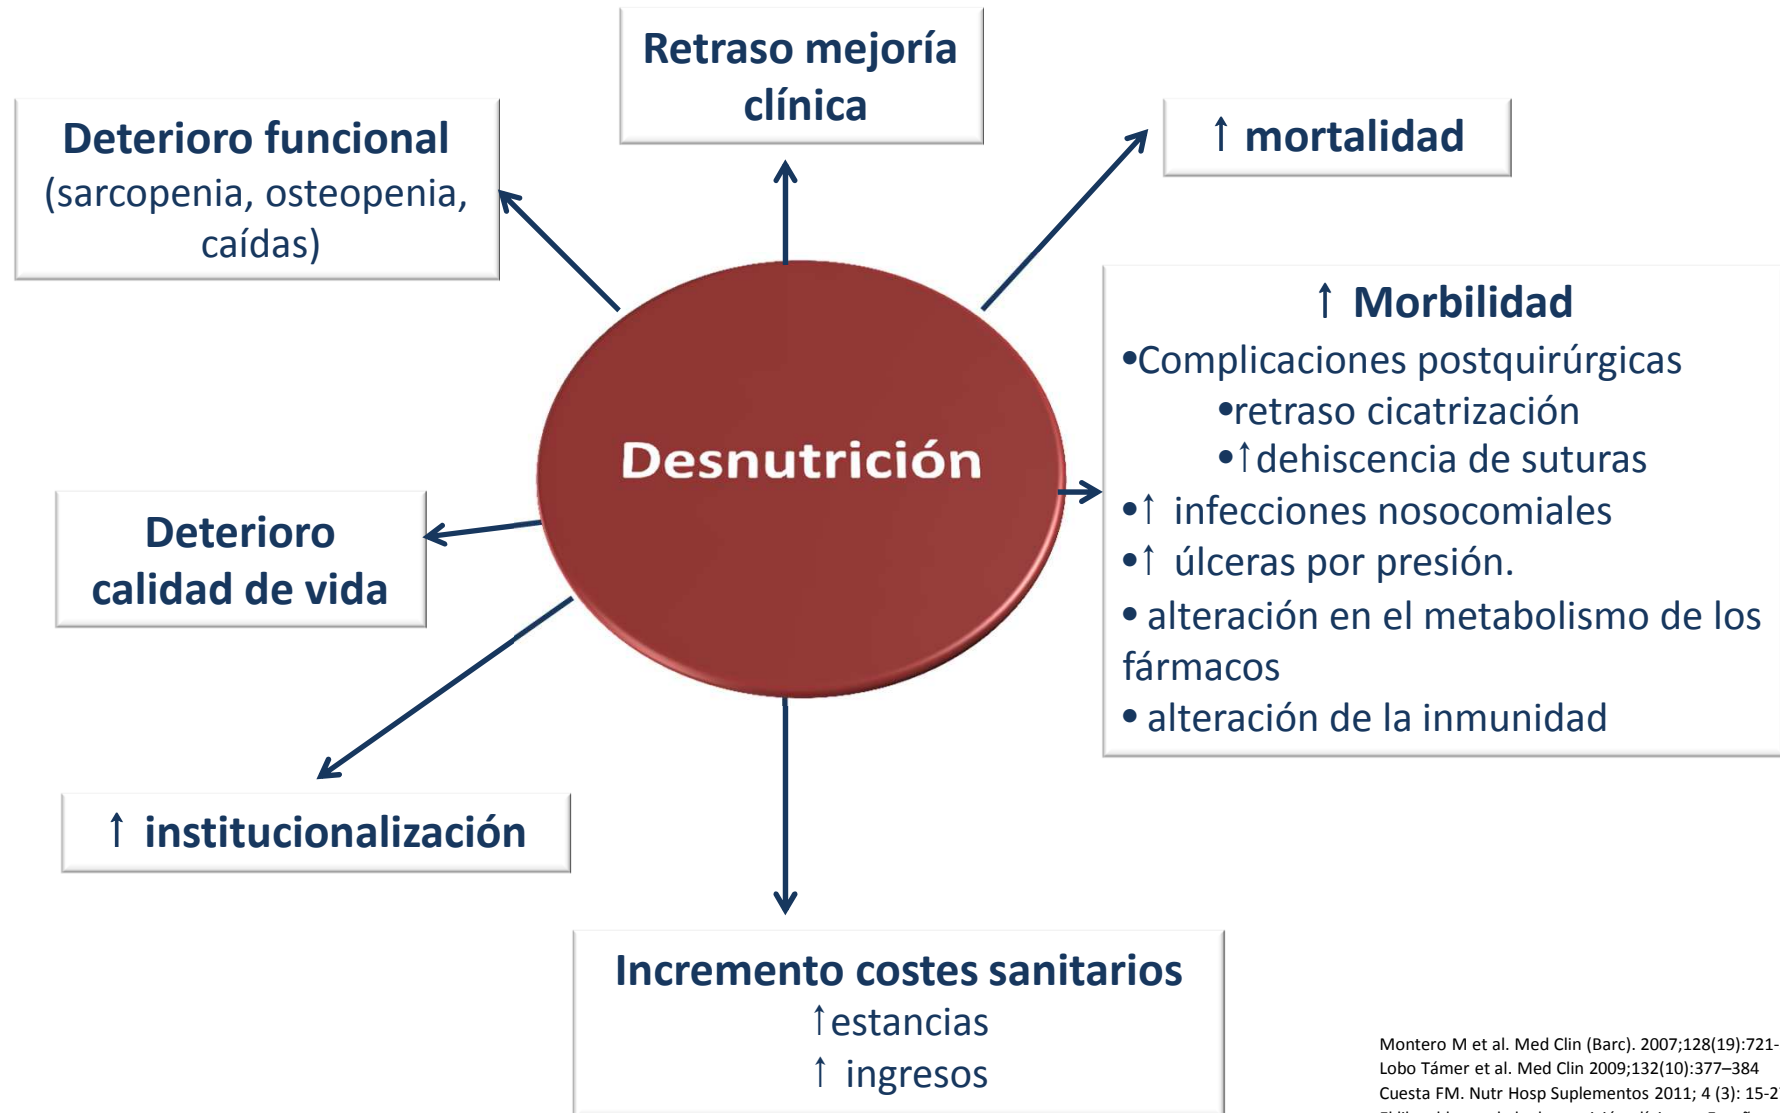 Retraso mejoría
clínica
Deterioro funcional
(sarcopenia, osteopenia,
caídas)
↑ mortalidad
↑ Morbilidad
•Complicaciones postquirúrgicas
•retraso cicatrización
•↑dehiscencia de suturas
•↑ infecciones nosocomiales
•↑ úlceras por presión.
• alteración en el metabolismo de los
fármacos
• alteración de la inmunidad
Desnutrición
Deterioro
calidad de vida
↑ institucionalización
Incremento costes sanitarios
↑estancias
↑ ingresos
Montero M et al. Med Clin (Barc). 2007;128(19):721-
Lobo Támer et al. Med Clin 2009;132(10):377–384
Cuesta FM. Nutr Hosp Suplementos 2011; 4 (3): 15-2